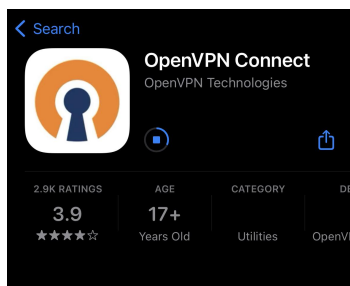 Search
OpenVPN Connect
OpenVPN Technologies
2.9K RATINGS
3.9
AGE
17+
Years Old
CATEGORY
Utilities